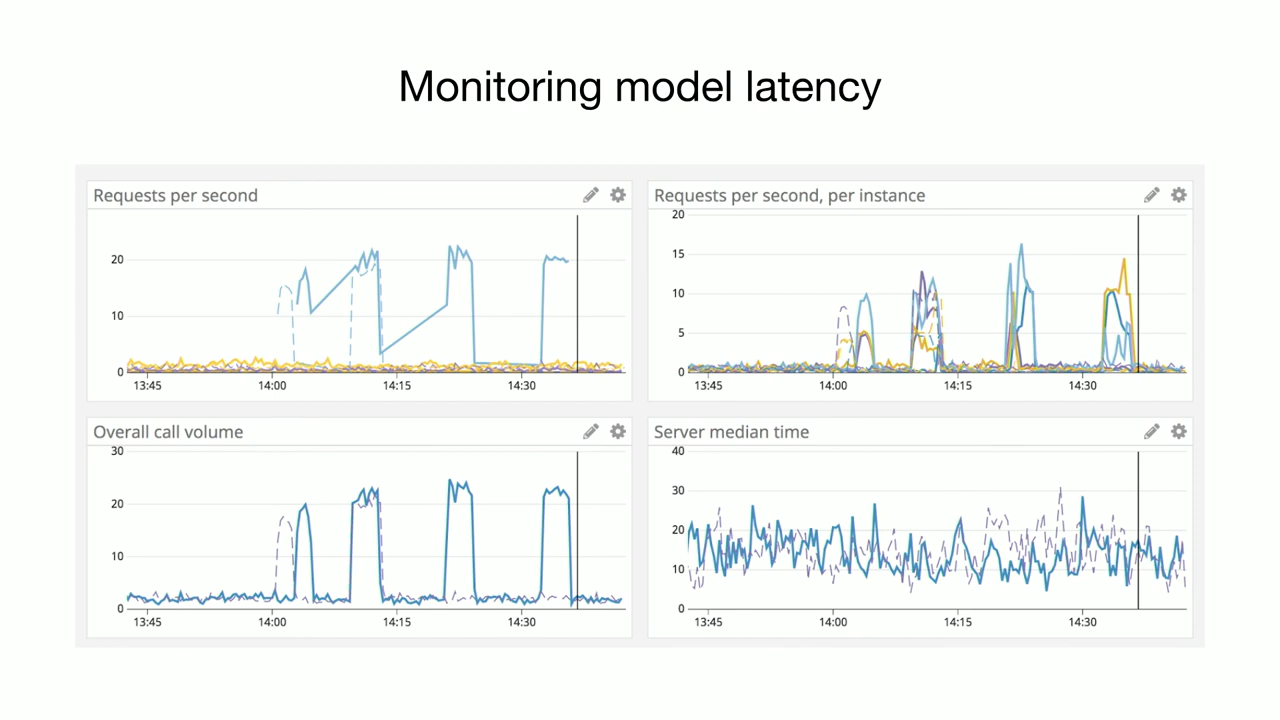 Monitoring model latency
Requests per second
20
10
0
13:45 14:00 14:15 14:30
Requests per second, per instance
20
15
10
5
0
13:45 14:00 14:15 14:30
Overall call volume
30
20
10
0
13:45 14:00 14:15 14:30
Server median time
40
30
20
10
0
13:45 14:00 14:15 14:30